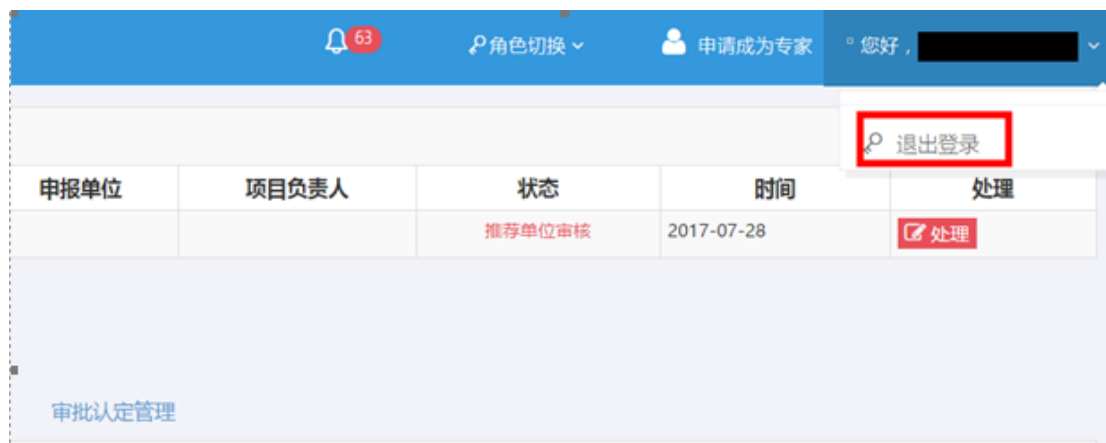 63 角色切换 申请成为专家 您好，
退出登录
申报单位 项目负责人 状态 时间 处理
推荐单位审核 2017-07-28 处理
审批认定管理